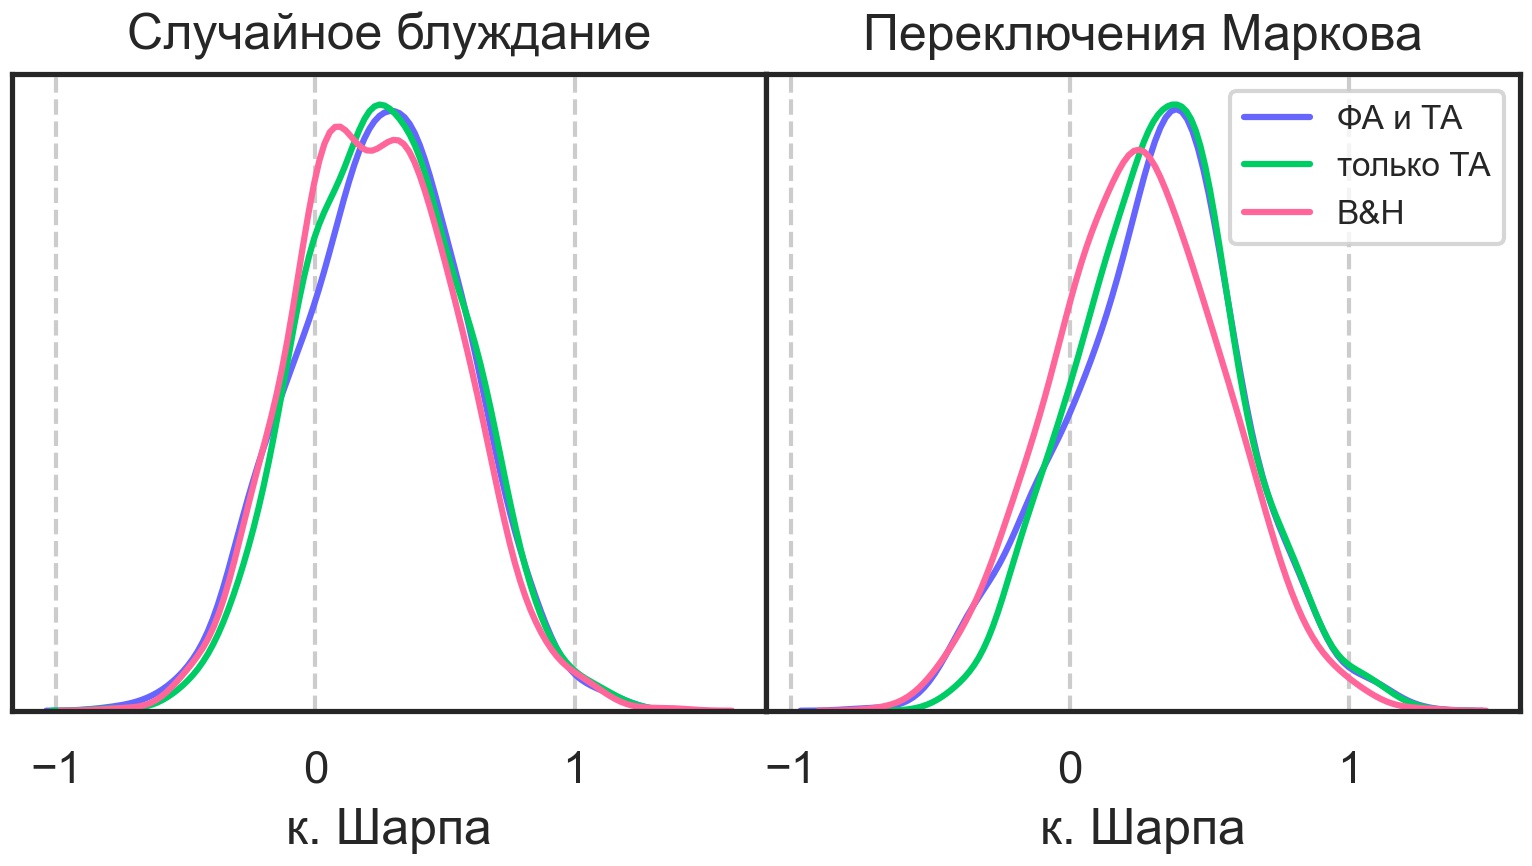 Случайное блуждание
Переключения Маркова
ФА и ТА
только ТА
B&H
−1
0
1
−1
0
1
к. Шарпа
к. Шарпа